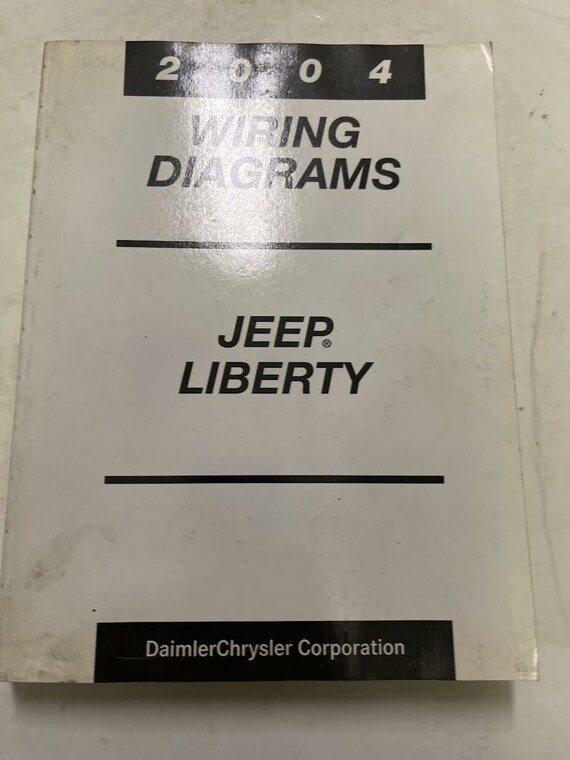 2004
WIRING
DIAGRAMS
JEEP®
LIBERTY
DaimlerChrysler Corporation